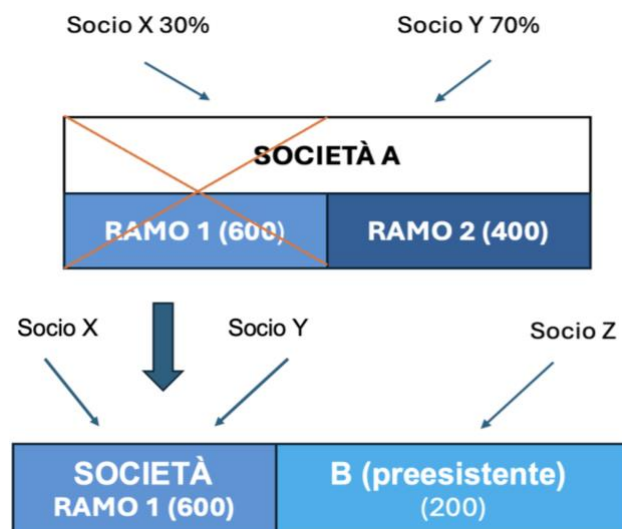 Socio X 30%
Socio Y 70%
SOCIETÀ A
RAMO 1 (600)
RAMO 2 (400)
Socio X
Socio Y
Socio Z
SOCIETÀ
RAMO 1 (600)
B (preesistente)
(200)